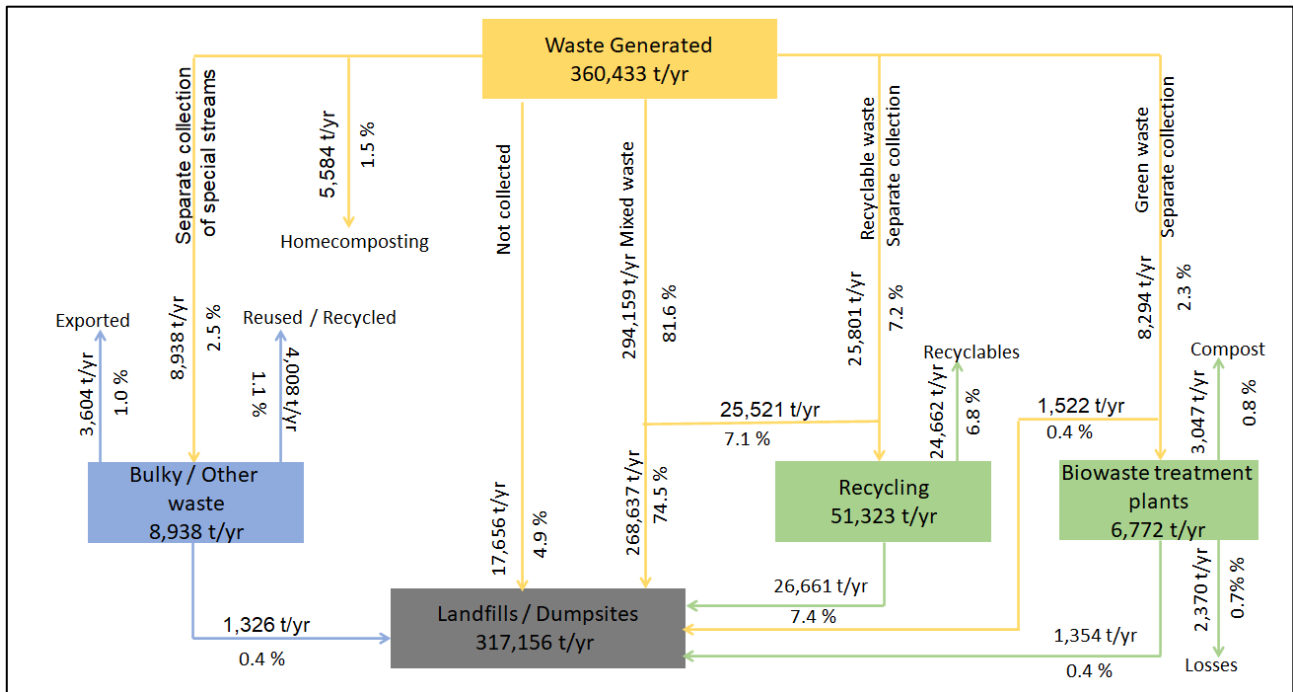 Waste Generated
360,433 t/yr
Separate collection
of special streams
8,938 t/yr
2.5 %
5,584 t/yr
1.5 %
Homecomposting
Not collected
17,656 t/yr
4.9 %
Mixed waste
294,159 t/yr
81.6 %
268,637 t/yr
74.5 %
Recyclable waste
Separate collection
25,801 t/yr
7.2 %
Green waste
Separate collection
8,294 t/yr
2.3 %
Exported
3,604 t/yr
1.0 %
Reused / Recycled
4,008 t/yr
1.1 %
25,521 t/yr
7.1 %
Recyclables
24,662 t/yr
6.8 %
1,522 t/yr
0.4 %
Compost
3,047 t/yr
0.8 %
Bulky / Other
waste
8,938 t/yr
Recycling
51,323 t/yr
Biowaste treatment
plants
6,772 t/yr
2,370 t/yr
0.7% %
Losses
Landfills / Dumpsites
317,156 t/yr
1,326 t/yr
0.4 %
26,661 t/yr
7.4 %
1,354 t/yr
0.4 %